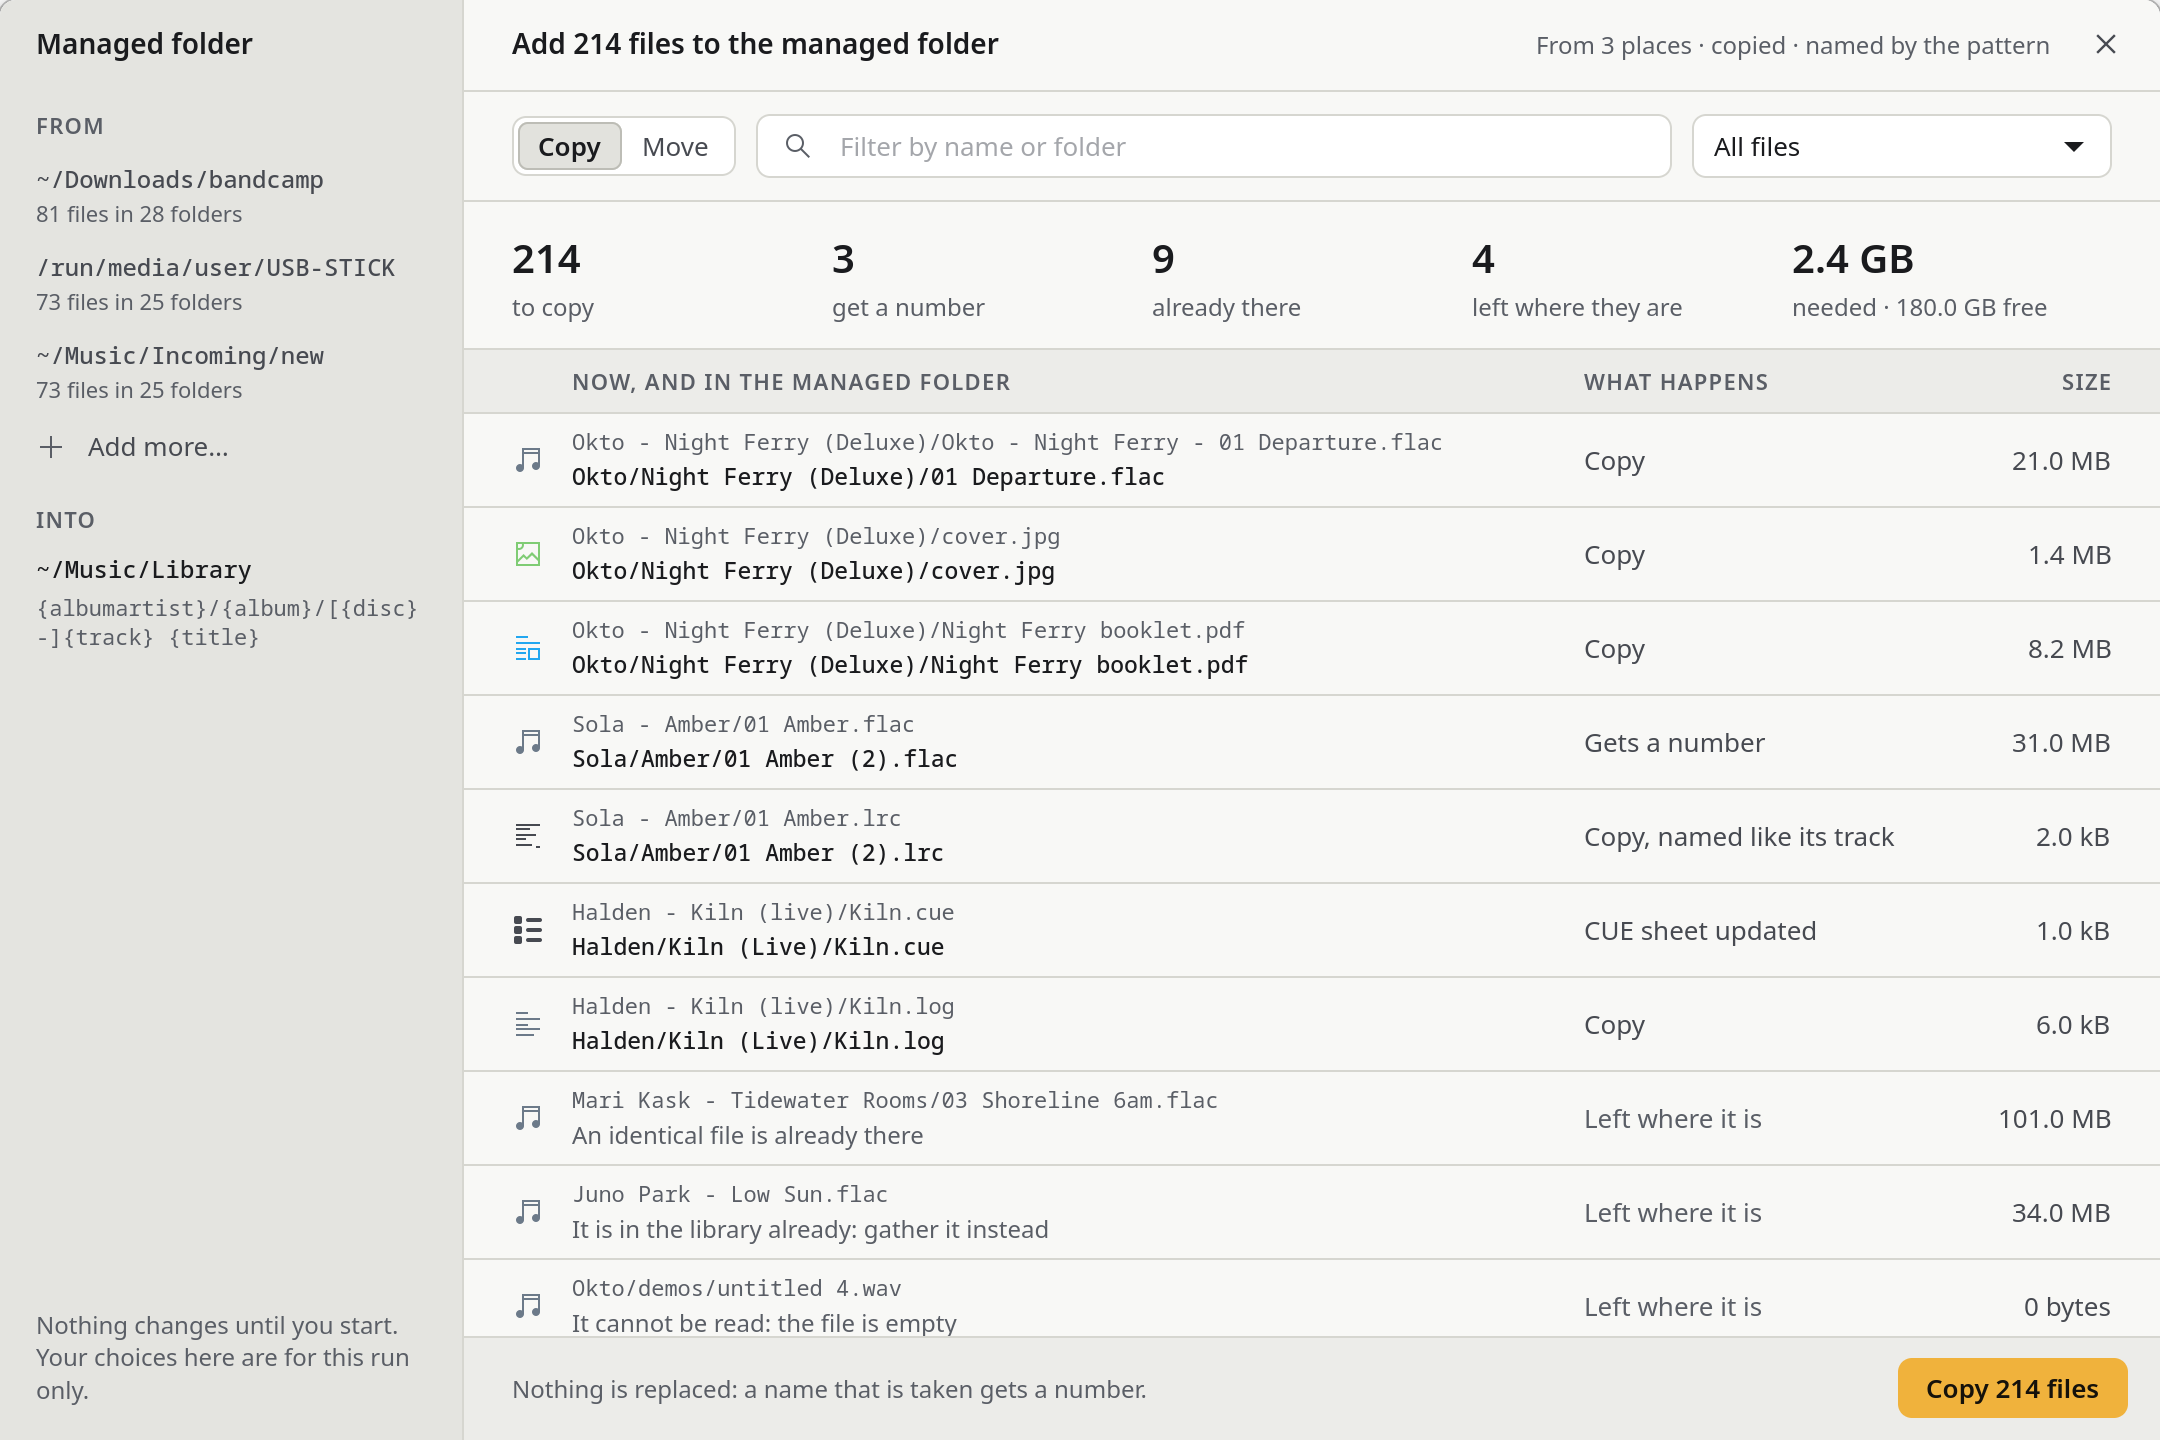 Managed folder
FROM
~/Downloads/bandcamp
81 files in 28 folders
/run/media/user/USB-STICK
73 files in 25 folders
~/Music/Incoming/new
73 files in 25 folders
Add more...
INTO
~/Music/Library
{albumartist}/{album}/[{disc}
-]{track} {title}
Nothing changes until you start.
Your choices here are for this run
only.
Add 214 files to the managed folder
From 3 places · copied · named by the pattern
Copy
Move
Filter by name or folder
All files
214
to copy
3
get a number
9
already there
4
left where they are
2.4 GB
needed · 180.0 GB free
NOW, AND IN THE MANAGED FOLDER
WHAT HAPPENS
SIZE
Okto - Night Ferry (Deluxe)/Okto - Night Ferry - 01 Departure.flac
Okto/Night Ferry (Deluxe)/01 Departure.flac
Copy
21.0 MB
Okto - Night Ferry (Deluxe)/cover.jpg
Okto/Night Ferry (Deluxe)/cover.jpg
Copy
1.4 MB
Okto - Night Ferry (Deluxe)/Night Ferry booklet.pdf
Okto/Night Ferry (Deluxe)/Night Ferry booklet.pdf
Copy
8.2 MB
Sola - Amber/01 Amber.flac
Sola/Amber/01 Amber (2).flac
Gets a number
31.0 MB
Sola - Amber/01 Amber.lrc
Sola/Amber/01 Amber (2).lrc
Copy, named like its track
2.0 kB
Halden - Kiln (live)/Kiln.cue
Halden/Kiln (Live)/Kiln.cue
CUE sheet updated
1.0 kB
Halden - Kiln (live)/Kiln.log
Halden/Kiln (Live)/Kiln.log
Copy
6.0 kB
Mari Kask - Tidewater Rooms/03 Shoreline 6am.flac
An identical file is already there
Left where it is
101.0 MB
Juno Park - Low Sun.flac
It is in the library already: gather it instead
Left where it is
34.0 MB
Okto/demos/untitled 4.wav
It cannot be read: the file is empty
Left where it is
0 bytes
Nothing is replaced: a name that is taken gets a number.
Copy 214 files